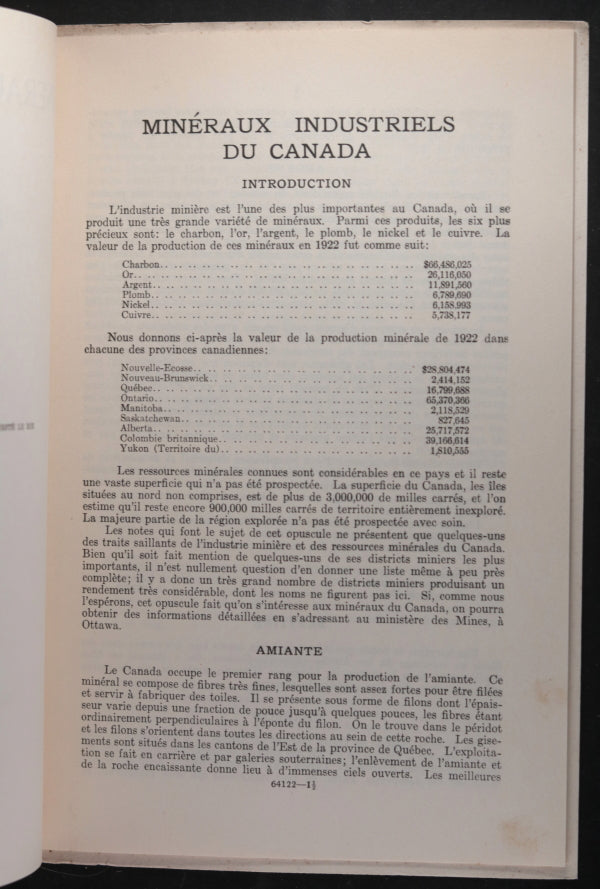 MINÉRAUX INDUSTRIELS
DU CANADA
INTRODUCTION
L'industrie minière est l'une des plus importantes au Canada, où il se
produit une très grande variété de minéraux. Parmi ces produits, les six plus
précieux sont: le charbon, l'or, l'argent, le plomb, le nickel et le cuivre. La
valeur de la production de ces minéraux en 1922 fut comme suit:
Charbon.. .. .. .. .. .. .. .. .. .. .. .. .. .. .. .. .. $66,486,025
Or.. .. .. .. .. .. .. .. .. .. .. .. .. .. .. .. .. .. 26,116,050
Argent.. .. .. .. .. .. .. .. .. .. .. .. .. .. .. .. .. 11,891,560
Plomb.. .. .. .. .. .. .. .. .. .. .. .. .. .. .. .. .. 6,789,690
Nickel.. .. .. .. .. .. .. .. .. .. .. .. .. .. .. .. .. 6,158,993
Cuivre.. .. .. .. .. .. .. .. .. .. .. .. .. .. .. .. .. 5,738,177
Nous donnons ci-après la valeur de la production minérale de 1922 dans
chacune des provinces canadiennes:
Nouvelle-Ecosse.. .. .. .. .. .. .. .. .. .. .. .. .. .. $28,804,474
Nouveau-Brunswick.. .. .. .. .. .. .. .. .. .. .. .. .. 2,414,152
Québec.. .. .. .. .. .. .. .. .. .. .. .. .. .. .. .. .. 16,799,688
Ontario.. .. .. .. .. .. .. .. .. .. .. .. .. .. .. .. .. 65,370,366
Manitoba.. .. .. .. .. .. .. .. .. .. .. .. .. .. .. .. 2,118,529
Saskatchewan.. .. .. .. .. .. .. .. .. .. .. .. .. .. .. 827,645
Alberta.. .. .. .. .. .. .. .. .. .. .. .. .. .. .. .. .. 25,717,572
Colombie britannique.. .. .. .. .. .. .. .. .. .. .. .. 39,166,614
Yukon (Territoire du).. .. .. .. .. .. .. .. .. .. .. .. 1,810,555
Les ressources minérales connues sont considérables en ce pays et il reste
une vaste superficie qui n'a pas été prospectée. La superficie du Canada, les îles
situées au nord non comprises, est de plus de 3,000,000 de milles carrés, et l'on
estime qu'il reste encore 900,000 milles carrés de territoire entièrement inexploré.
La majeure partie de la région explorée n'a pas été prospectée avec soin.
Les notes qui font le sujet de cet opuscule ne présentent que quelques-uns
des traits saillants de l'industrie minière et des ressources minérales du Canada.
Bien qu'il soit fait mention de quelques-uns de ses districts miniers les plus
importants, il n'est nullement question d'en donner une liste même à peu près
complète; il y a donc un très grand nombre de districts miniers produisant un
rendement très considérable, dont les noms ne figurent pas ici. Si, comme nous
l'espérons, cet opuscule fait qu'on s'intéresse aux minéraux du Canada, on pourra
obtenir des informations détaillées en s'adressant au ministère des Mines, à
Ottawa.
AMIANTE
Le Canada occupe le premier rang pour la production de l'amiante. Ce
minéral se compose de fibres très fines, lesquelles sont assez fortes pour être filées
et servir à fabriquer des toiles. Il se présente sous forme de filons dont l'épais-
seur varie depuis une fraction de pouce jusqu'à quelques pouces, les fibres étant
ordinairement perpendiculaires à l'éponte du filon. On le trouve dans le péridot
et les filons s'orientent dans toutes les directions au sein de cette roche. Les gise-
ments sont situés dans les cantons de l'Est de la province de Québec. L'exploita-
tion se fait en carrière et par galeries souterraines; l'enlèvement de l'amiante et
de la roche encaissante donne lieu à d'immenses ciels ouverts. Les meilleures
64122—1½